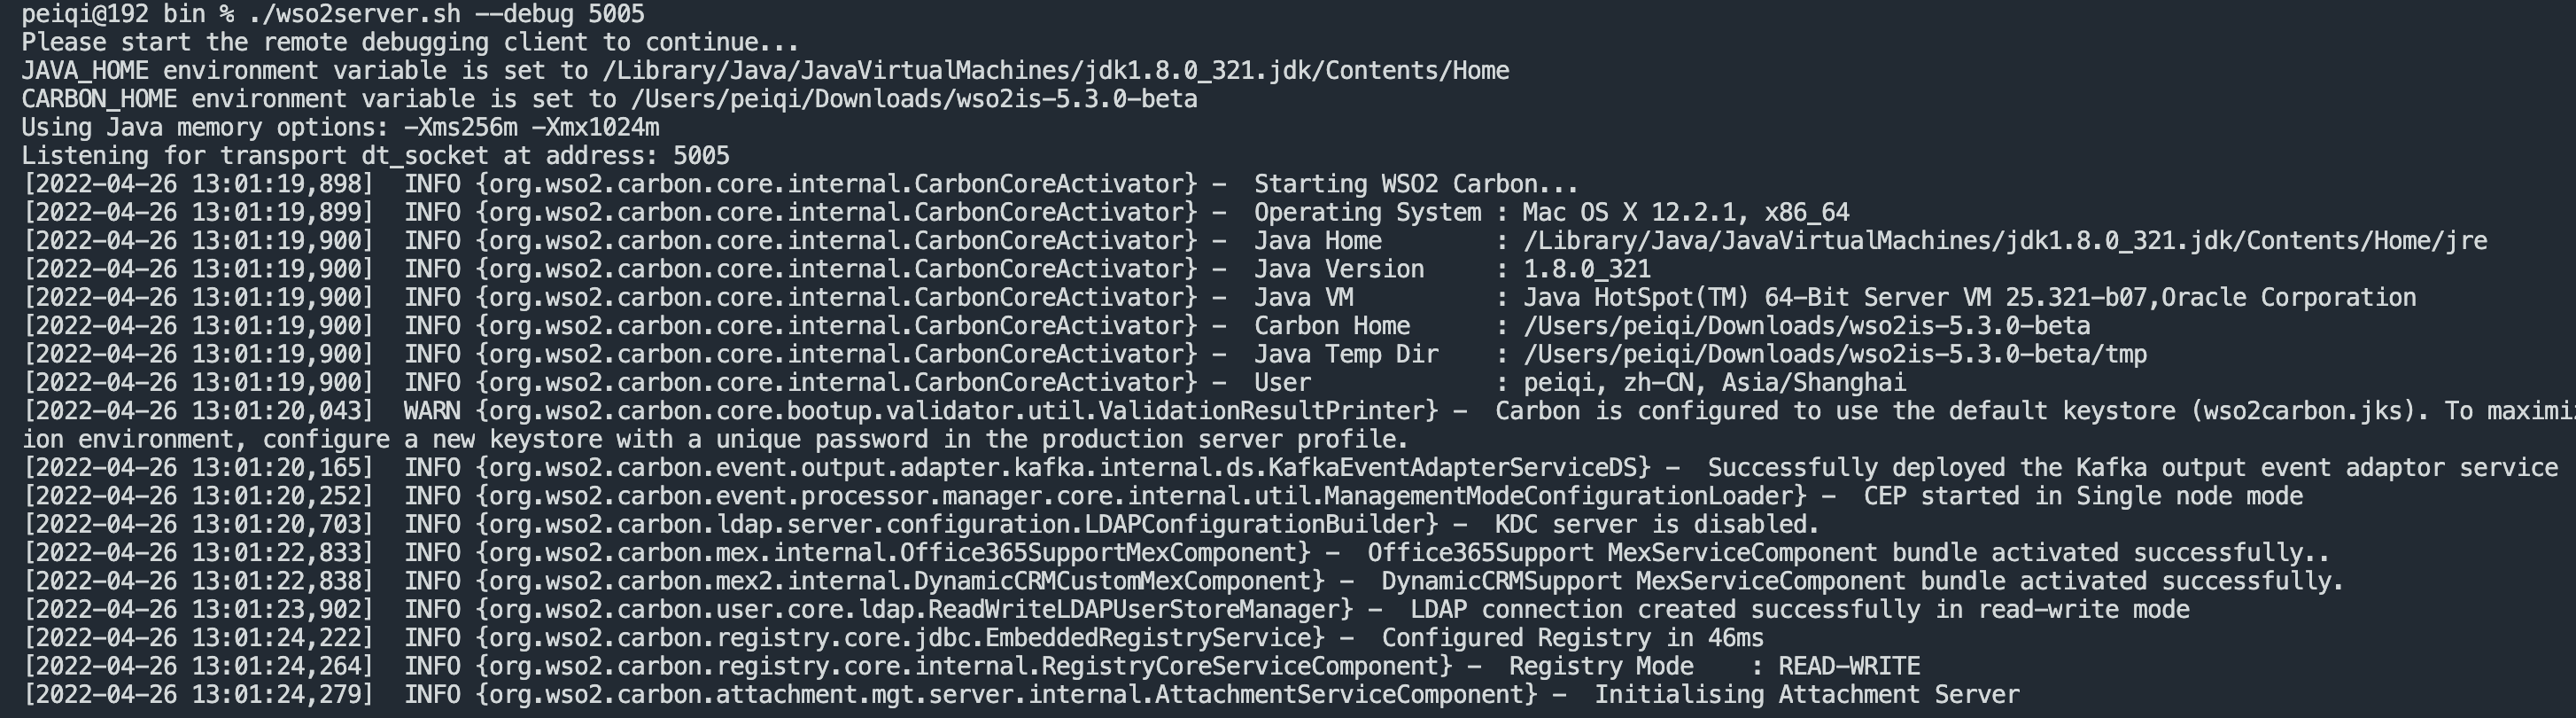 peiqi@192 bin % ./wso2server.sh --debug 5005
Please start the remote debugging client to continue...
JAVA_HOME environment variable is set to /Library/Java/JavaVirtualMachines/jdk1.8.0_321.jdk/Contents/Home
CARBON_HOME environment variable is set to /Users/peiqi/Downloads/wso2is-5.3.0-beta
Using Java memory options: -Xms256m -Xmx1024m
Listening for transport dt_socket at address: 5005
[2022-04-26 13:01:19,898]  INFO {org.wso2.carbon.core.internal.CarbonCoreActivator} -  Starting WSO2 Carbon...
[2022-04-26 13:01:19,899]  INFO {org.wso2.carbon.core.internal.CarbonCoreActivator} -  Operating System : Mac OS X 12.2.1, x86_64
[2022-04-26 13:01:19,900]  INFO {org.wso2.carbon.core.internal.CarbonCoreActivator} -  Java Home        : /Library/Java/JavaVirtualMachines/jdk1.8.0_321.jdk/Contents/Home/jre
[2022-04-26 13:01:19,900]  INFO {org.wso2.carbon.core.internal.CarbonCoreActivator} -  Java Version     : 1.8.0_321
[2022-04-26 13:01:19,900]  INFO {org.wso2.carbon.core.internal.CarbonCoreActivator} -  Java VM          : Java HotSpot(TM) 64-Bit Server VM 25.321-b07,Oracle Corporation
[2022-04-26 13:01:19,900]  INFO {org.wso2.carbon.core.internal.CarbonCoreActivator} -  Carbon Home      : /Users/peiqi/Downloads/wso2is-5.3.0-beta
[2022-04-26 13:01:19,900]  INFO {org.wso2.carbon.core.internal.CarbonCoreActivator} -  Java Temp Dir    : /Users/peiqi/Downloads/wso2is-5.3.0-beta/tmp
[2022-04-26 13:01:19,900]  INFO {org.wso2.carbon.core.internal.CarbonCoreActivator} -  User             : peiqi, zh-CN, Asia/Shanghai
[2022-04-26 13:01:20,043]  WARN {org.wso2.carbon.core.bootup.validator.util.ValidationResultPrinter} -  Carbon is configured to use the default keystore (wso2carbon.jks). To maximi
ion environment, configure a new keystore with a unique password in the production server profile.
[2022-04-26 13:01:20,165]  INFO {org.wso2.carbon.event.output.adapter.kafka.internal.ds.KafkaEventAdapterServiceDS} -  Successfully deployed the Kafka output event adaptor service
[2022-04-26 13:01:20,252]  INFO {org.wso2.carbon.event.processor.manager.core.internal.util.ManagementModeConfigurationLoader} -  CEP started in Single node mode
[2022-04-26 13:01:20,703]  INFO {org.wso2.carbon.ldap.server.configuration.LDAPConfigurationBuilder} -  KDC server is disabled.
[2022-04-26 13:01:22,833]  INFO {org.wso2.carbon.mex.internal.Office365SupportMexComponent} -  Office365Support MexServiceComponent bundle activated successfully..
[2022-04-26 13:01:22,838]  INFO {org.wso2.carbon.mex2.internal.DynamicCRMCustomMexComponent} -  DynamicCRMSupport MexServiceComponent bundle activated successfully.
[2022-04-26 13:01:23,902]  INFO {org.wso2.carbon.user.core.ldap.ReadWriteLDAPUserStoreManager} -  LDAP connection created successfully in read-write mode
[2022-04-26 13:01:24,222]  INFO {org.wso2.carbon.registry.core.jdbc.EmbeddedRegistryService} -  Configured Registry in 46ms
[2022-04-26 13:01:24,264]  INFO {org.wso2.carbon.registry.core.internal.RegistryCoreServiceComponent} -  Registry Mode    : READ-WRITE
[2022-04-26 13:01:24,279]  INFO {org.wso2.carbon.attachment.mgt.server.internal.AttachmentServiceComponent} -  Initialising Attachment Server